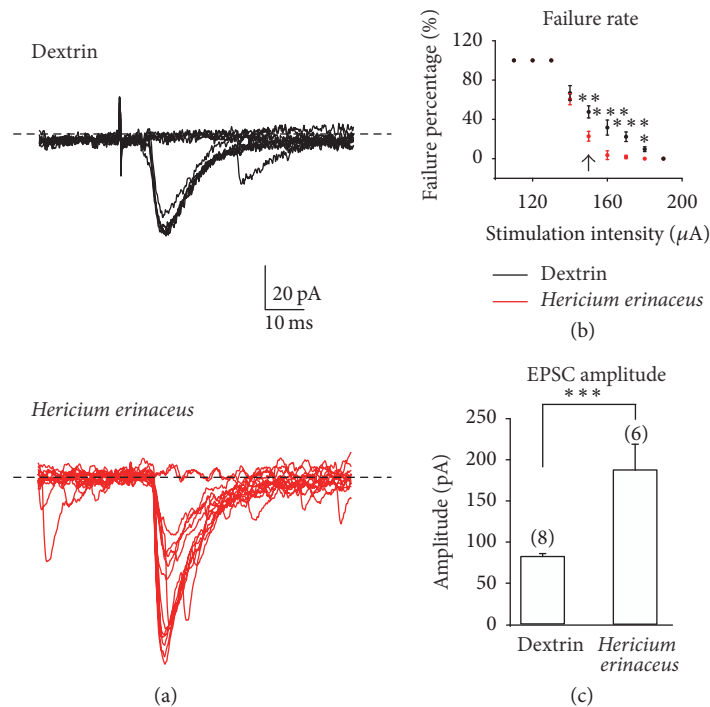 Dextrin
20 pA
10 ms
Hericium erinaceus
(a)
Failure rate
Failure percentage (%)
120
80
40
0
* *
* * *
* * *
*
120
160
200
Stimulation intensity (μA)
Dextrin
Hericium erinaceus
(b)
EPSC amplitude
* * *
Amplitude (pA)
250
200
150
100
50
0
(8)
(6)
Dextrin
Hericium
erinaceus
(c)